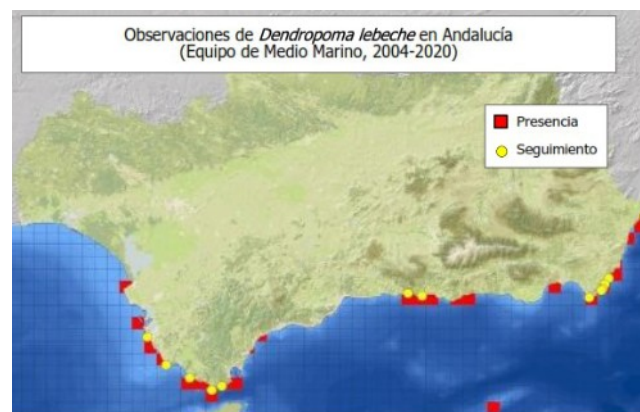 Observaciones de Dendropoma lebeche en Andalucía
(Equipo de Medio Marino, 2004-2020)
Presencia
Seguimiento